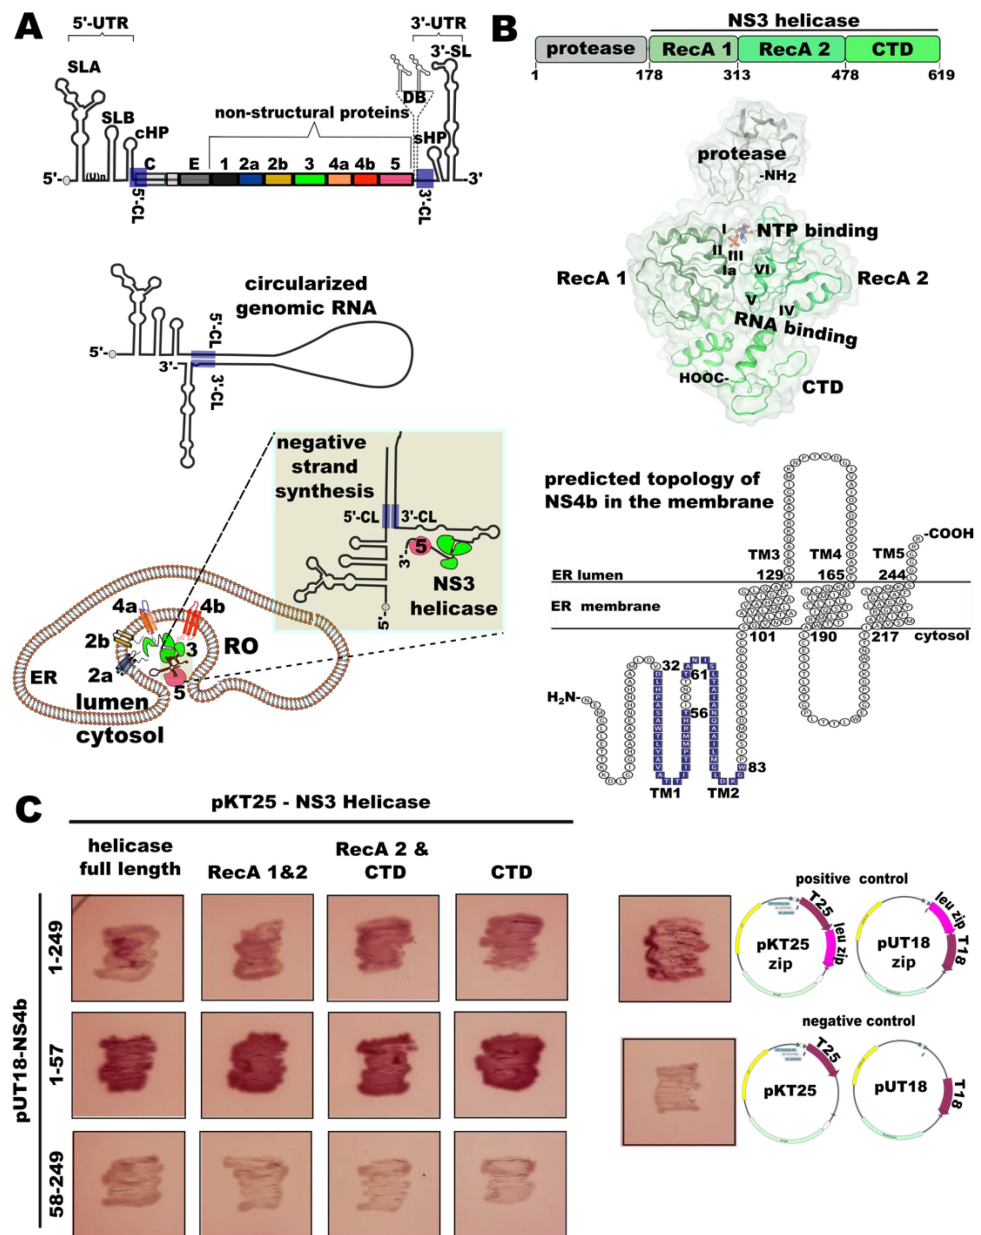 A
5'-UTR
3'-UTR
3'-SL
SLA
SLB
cHP
DB
non-structural proteins
sHP
5'-
(U)n
C
E
1
2a
2b
3
4a
4b
5
-3'
5'-CL
3'-CL
circularized
genomic RNA
5'-CL
5'-
3'-
3'-CL
negative
strand
synthesis
5'-CL
3'-CL
5
3'-
NS3
helicase
5'-
4a
4b
2b
3
RO
2a
ER
5
lumen
cytosol
B
NS3 helicase
protease
RecA 1
RecA 2
CTD
1
178
313
478
619
protease
-NH2
I
NTP binding
II
III
Ia
VI
RecA 1
RecA 2
V
IV
RNA binding
HOOC-
CTD
predicted topology of
NS4b in the membrane
-COOH
TM3
TM4
TM5
ER lumen
129
165
244
ER membrane
101
190
217
cytosol
H2N-
32
61
56
83
TM1
TM2
C
pKT25 - NS3 Helicase
helicase
full length
RecA 1&2
RecA 2 &
CTD
CTD
pUT18-NS4b
1-249
1-57
58-249
positive control
T25
leu zip
pKT25
zip
leu zip
T18
pUT18
zip
negative control
T25
pKT25
pUT18
T18